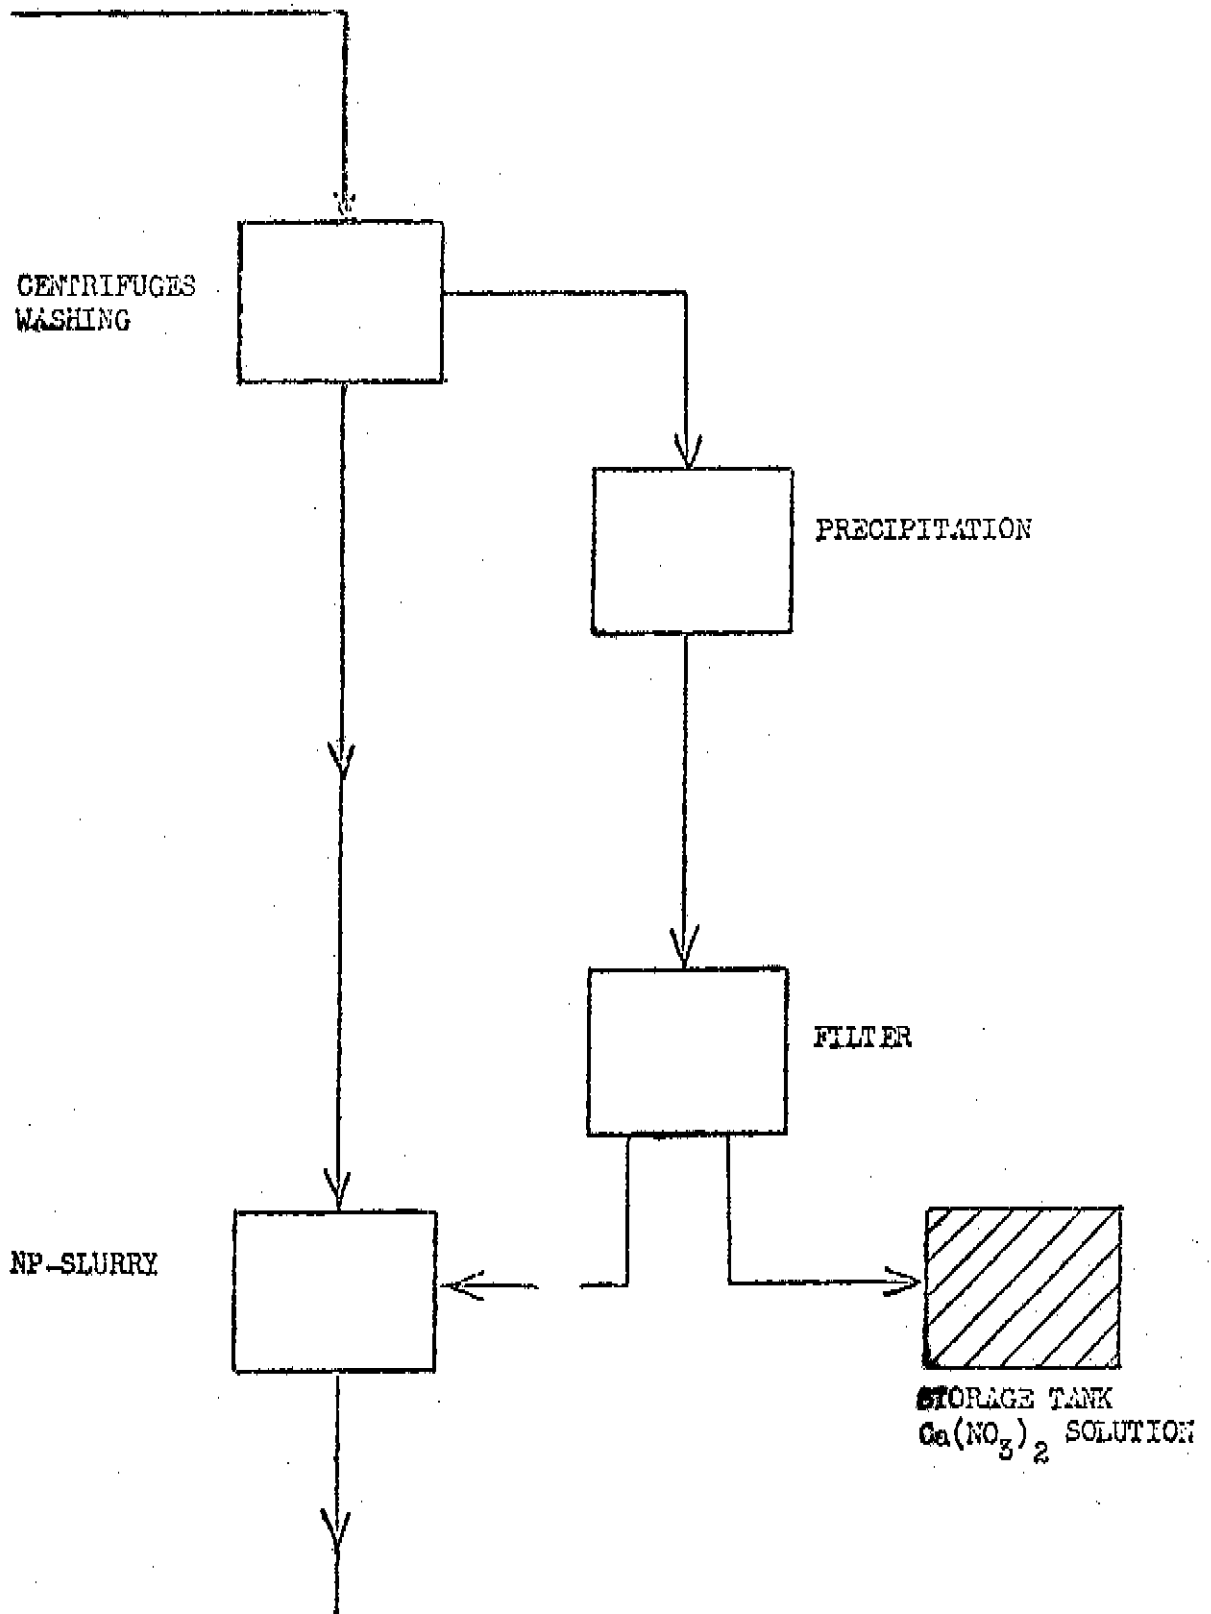 CENTRIFUGES
WASHING
PRECIPITATION
FILTER
NP-SLURRY
STORAGE TANK
Ca(NO3)2 SOLUTION